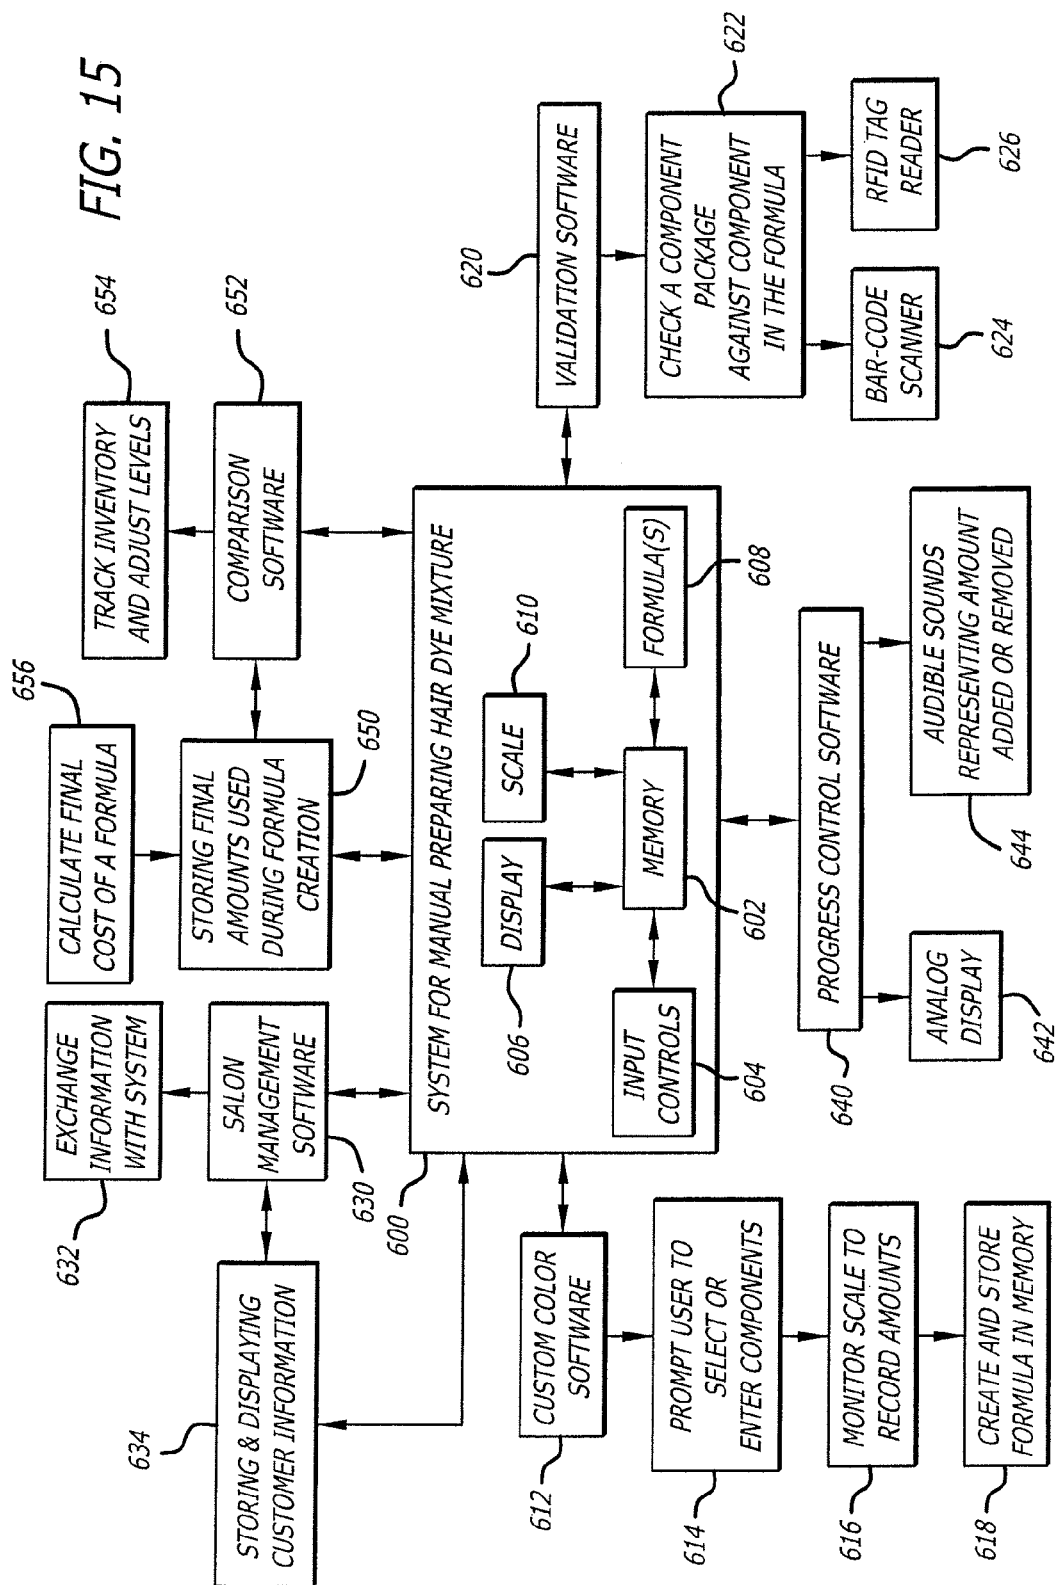 FIG. 15
STORING & DISPLAYING
CUSTOMER INFORMATION
634
EXCHANGE
INFORMATION
WITH SYSTEM
632
SALON
MANAGEMENT
SOFTWARE
630
CALCULATE FINAL
COST OF A FORMULA
656
STORING FINAL
AMOUNTS USED
DURING FORMULA
CREATION
650
TRACK INVENTORY
AND ADJUST LEVELS
654
COMPARISON
SOFTWARE
652
600
SYSTEM FOR MANUAL PREPARING HAIR DYE MIXTURE
DISPLAY
606
SCALE
610
INPUT
CONTROLS
604
MEMORY
602
FORMULA(S)
608
CUSTOM COLOR
SOFTWARE
612
PROMPT USER TO
SELECT OR
ENTER COMPONENTS
614
MONITOR SCALE TO
RECORD AMOUNTS
616
CREATE AND STORE
FORMULA IN MEMORY
618
PROGRESS CONTROL SOFTWARE
640
ANALOG
DISPLAY
642
AUDIBLE SOUNDS
REPRESENTING AMOUNT
ADDED OR REMOVED
644
VALIDATION SOFTWARE
620
CHECK A COMPONENT
PACKAGE
AGAINST COMPONENT
IN THE FORMULA
622
BAR-CODE
SCANNER
624
RFID TAG
READER
626